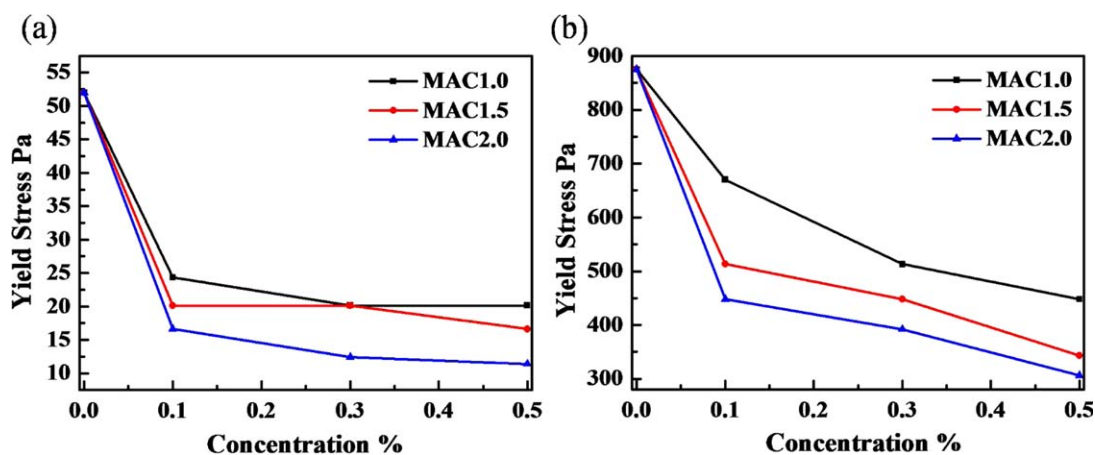 (a)
55
50
45
40
35
30
25
20
15
10
Yield Stress Pa
MAC1.0
MAC1.5
MAC2.0
0.0 0.1 0.2 0.3 0.4 0.5
Concentration %
(b)
900
800
700
600
500
400
300
Yield Stress Pa
MAC1.0
MAC1.5
MAC2.0
0.0 0.1 0.2 0.3 0.4 0.5
Concentration %